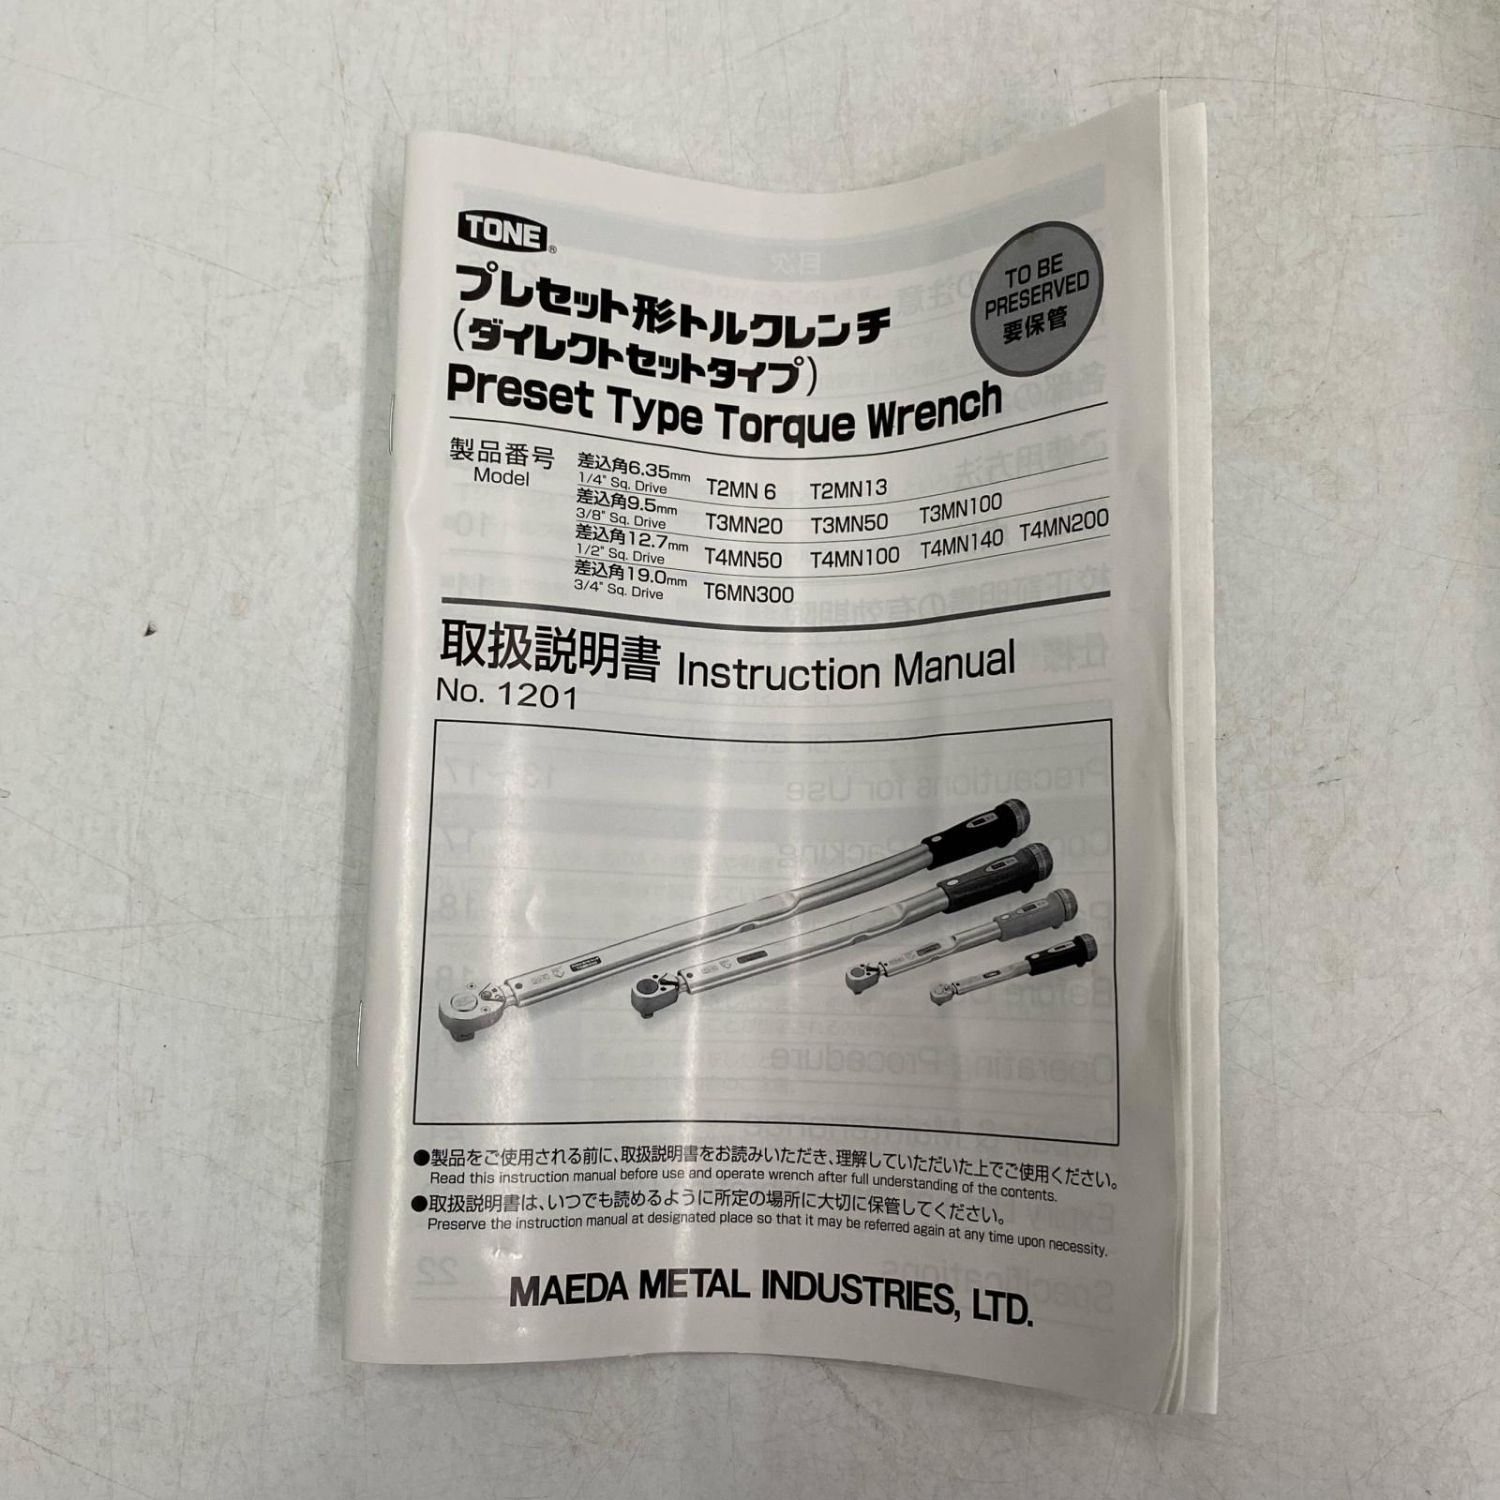 TONE®
TO BE
PRESERVED
要保管
プレセット形トルクレンチ
(ダイレクトセットタイプ)
Preset Type Torque Wrench
製品番号
Model
差込角6.35mm
1/4" Sq. Drive
T2MN 6 T2MN13
差込角9.5mm
3/8" Sq. Drive
T3MN20 T3MN50 T3MN100
差込角12.7mm
1/2" Sq. Drive
T4MN50 T4MN100 T4MN140 T4MN200
差込角19.0mm
3/4" Sq. Drive
T6MN300
取扱説明書 Instruction Manual
No. 1201
●製品をご使用される前に、取扱説明書をお読みいただき、理解していただいた上でご使用ください。
Read this instruction manual before use and operate wrench after full understanding of the contents.
●取扱説明書は、いつでも読めるように所定の場所に大切に保管してください。
Preserve the instruction manual at designated place so that it may be referred again at any time upon necessity.
MAEDA METAL INDUSTRIES, LTD.